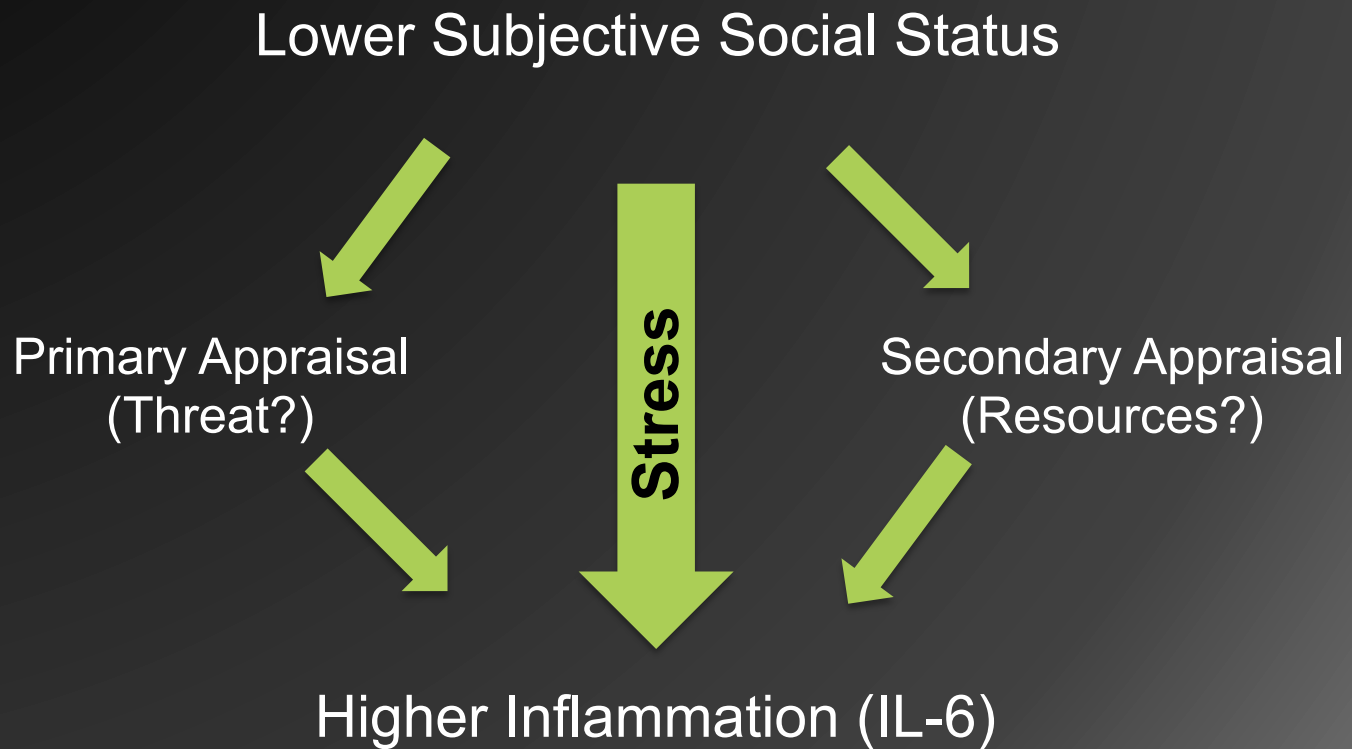 Lower Subjective Social Status
Primary Appraisal
(Threat?)
Stress
Secondary Appraisal
(Resources?)
Higher Inflammation (IL-6)